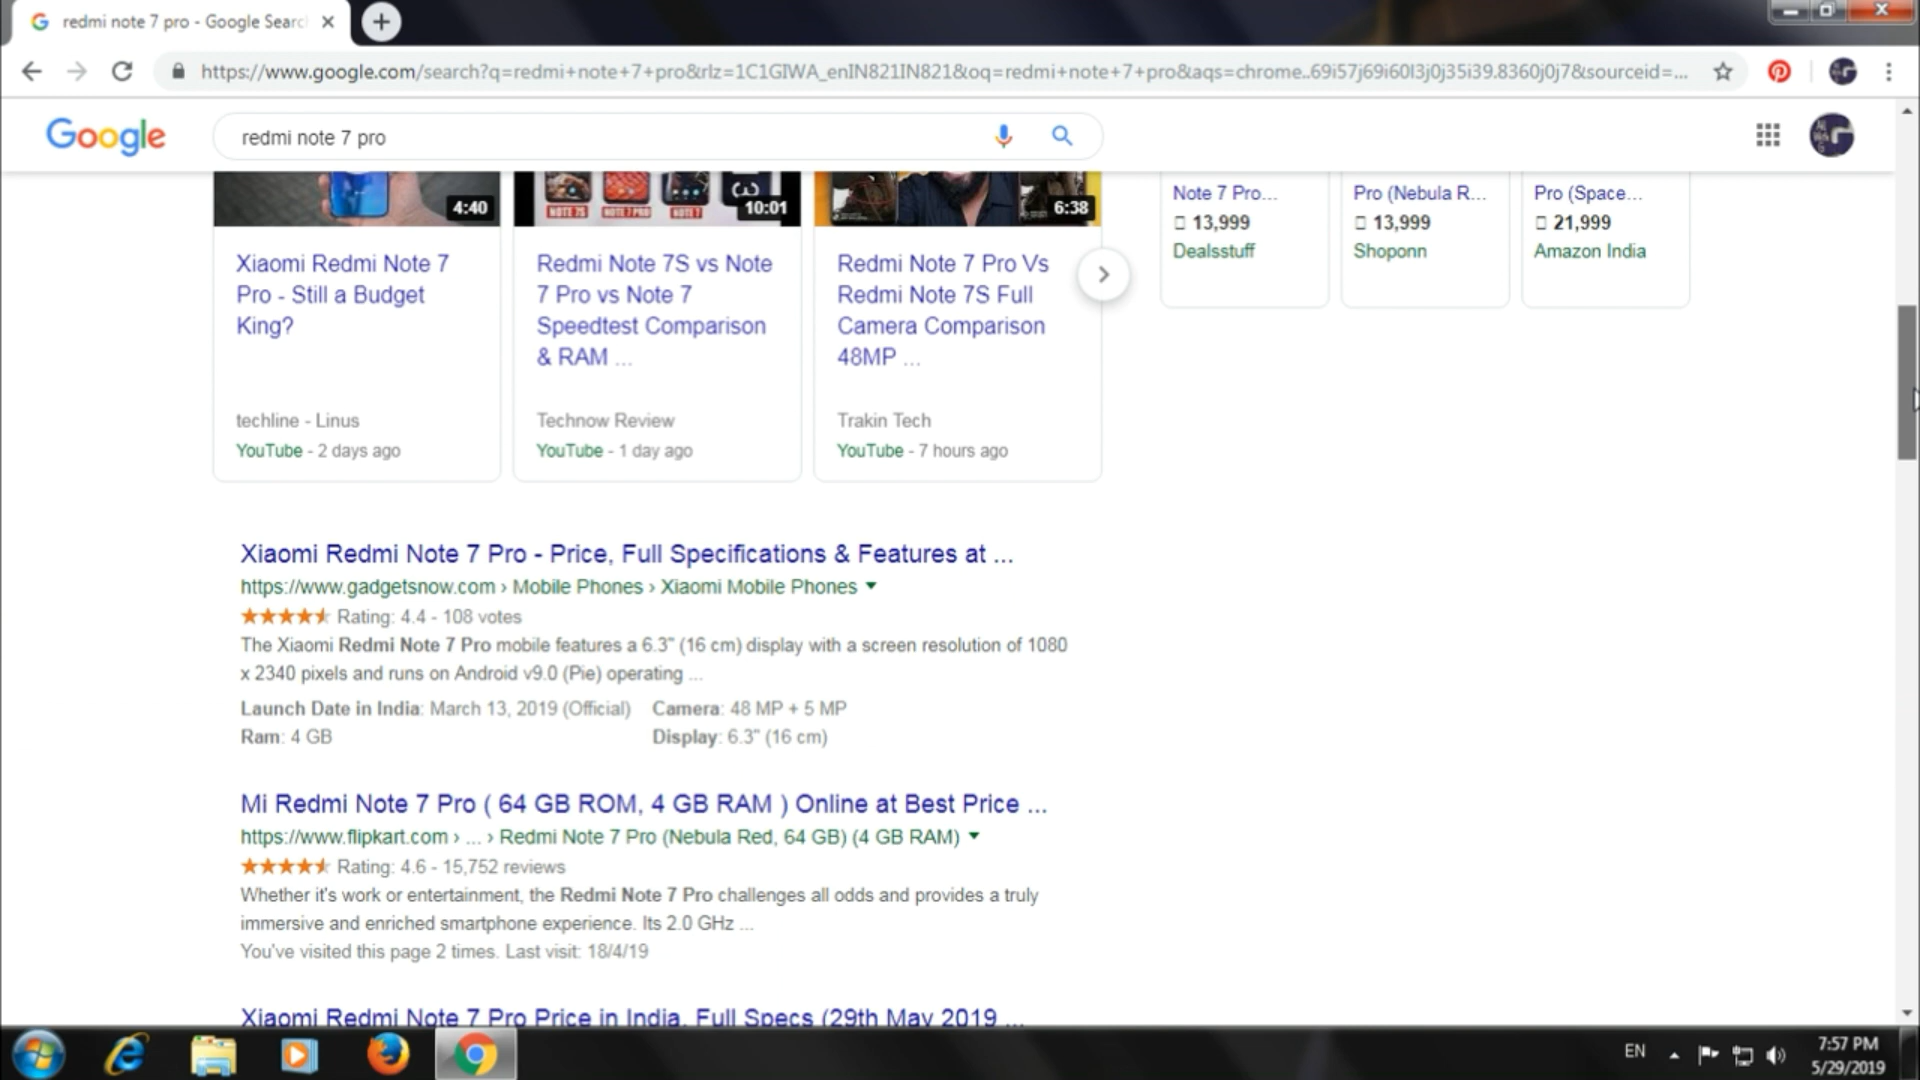 redmi note 7 pro - Google Searc
https://www.google.com/search?q=redmi+note+7+pro&rlz=1C1GIWA_enIN821IN821&oq=redmi+note+7+pro&aqs=chrome..69i57j69i60l3j0j35i39.8360j0j7&sourceid=...
Google
redmi note 7 pro
4:40
NOTE 7S NOTE 7 PRO NOTE 7
10:01
6:38
Note 7 Pro...
13,999
Dealsstuff
Pro (Nebula R...
13,999
Shoponn
Pro (Space...
21,999
Amazon India
Xiaomi Redmi Note 7
Pro - Still a Budget
King?
techline - Linus
YouTube - 2 days ago
Redmi Note 7S vs Note
7 Pro vs Note 7
Speedtest Comparison
& RAM ...
Technow Review
YouTube - 1 day ago
Redmi Note 7 Pro Vs
Redmi Note 7S Full
Camera Comparison
48MP ...
Trakin Tech
YouTube - 7 hours ago
Xiaomi Redmi Note 7 Pro - Price, Full Specifications & Features at ...
https://www.gadgetsnow.com › Mobile Phones › Xiaomi Mobile Phones
Rating: 4.4 - 108 votes
The Xiaomi Redmi Note 7 Pro mobile features a 6.3" (16 cm) display with a screen resolution of 1080
x 2340 pixels and runs on Android v9.0 (Pie) operating ...
Launch Date in India: March 13, 2019 (Official) Camera: 48 MP + 5 MP
Ram: 4 GB Display: 6.3" (16 cm)
Mi Redmi Note 7 Pro ( 64 GB ROM, 4 GB RAM ) Online at Best Price ...
https://www.flipkart.com › ... › Redmi Note 7 Pro (Nebula Red, 64 GB) (4 GB RAM)
Rating: 4.6 - 15,752 reviews
Whether it's work or entertainment, the Redmi Note 7 Pro challenges all odds and provides a truly
immersive and enriched smartphone experience. Its 2.0 GHz ...
You've visited this page 2 times. Last visit: 18/4/19
Xiaomi Redmi Note 7 Pro Price in India, Full Specs (29th May 2019 ...
EN
7:57 PM
5/29/2019